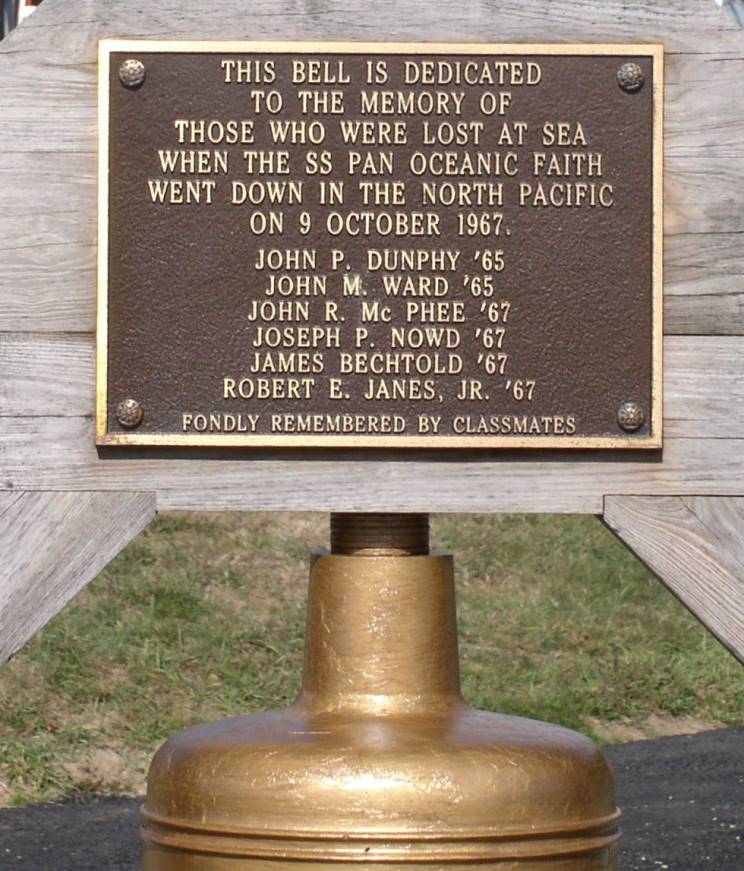 THIS BELL IS DEDICATED
TO THE MEMORY OF
THOSE WHO WERE LOST AT SEA
WHEN THE SS PAN OCEANIC FAITH
WENT DOWN IN THE NORTH PACIFIC
ON 9 OCTOBER 1967.
JOHN P. DUNPHY '65
JOHN M. WARD '65
JOHN R. Mc PHEE '67
JOSEPH P. NOWD '67
JAMES BECHTOLD '67
ROBERT E. JANES, JR. '67
FONDLY REMEMBERED BY CLASSMATES